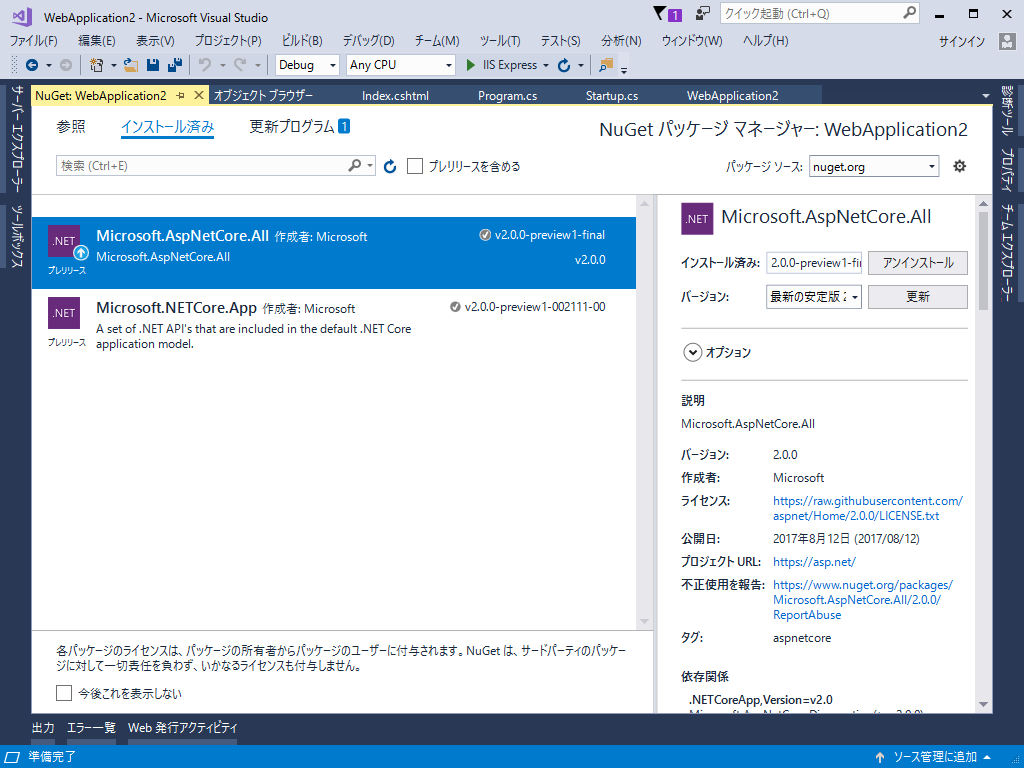 WebApplication2 - Microsoft Visual Studio
1
クイック起動 (Ctrl+Q)
ファイル(F) 編集(E) 表示(V) プロジェクト(P) ビルド(B) デバッグ(D) チーム(M) ツール(T) テスト(S) 分析(N) ウィンドウ(W) ヘルプ(H) サインイン
Debug Any CPU IIS Express
サーバー エクスプローラー
ツールボックス
NuGet: WebApplication2 オブジェクト ブラウザー Index.cshtml Program.cs Startup.cs WebApplication2
参照 インストール済み 更新プログラム 1
NuGet パッケージ マネージャー: WebApplication2
検索 (Ctrl+E) プレリリースを含める
パッケージ ソース: nuget.org
.NET
プレリリース
Microsoft.AspNetCore.All 作成者: Microsoft
Microsoft.AspNetCore.All
v2.0.0-preview1-final
v2.0.0
.NET
プレリリース
Microsoft.NETCore.App 作成者: Microsoft
A set of .NET API's that are included in the default .NET Core
application model.
v2.0.0-preview1-002111-00
各パッケージのライセンスは、パッケージの所有者からパッケージのユーザーに付与されます。NuGet は、サードパーティのパッケー
ジに対して一切責任を負わず、いかなるライセンスも付与しません。
今後これを表示しない
.NET Microsoft.AspNetCore.All
インストール済み: 2.0.0-preview1-fi アンインストール
バージョン: 最新の安定版 2 更新
オプション
説明
Microsoft.AspNetCore.All
バージョン: 2.0.0
作成者: Microsoft
ライセンス: https://raw.githubusercontent.com/
aspnet/Home/2.0.0/LICENSE.txt
公開日: 2017年8月12日 (2017/08/12)
プロジェクト URL: https://asp.net/
不正使用を報告: https://www.nuget.org/packages/
Microsoft.AspNetCore.All/2.0.0/
ReportAbuse
タグ: aspnetcore
依存関係
.NETCoreApp,Version=v2.0
診断ツール
プロパティ
チーム エクスプローラー
出力 エラー一覧 Web 発行アクティビティ
準備完了
ソース管理に追加